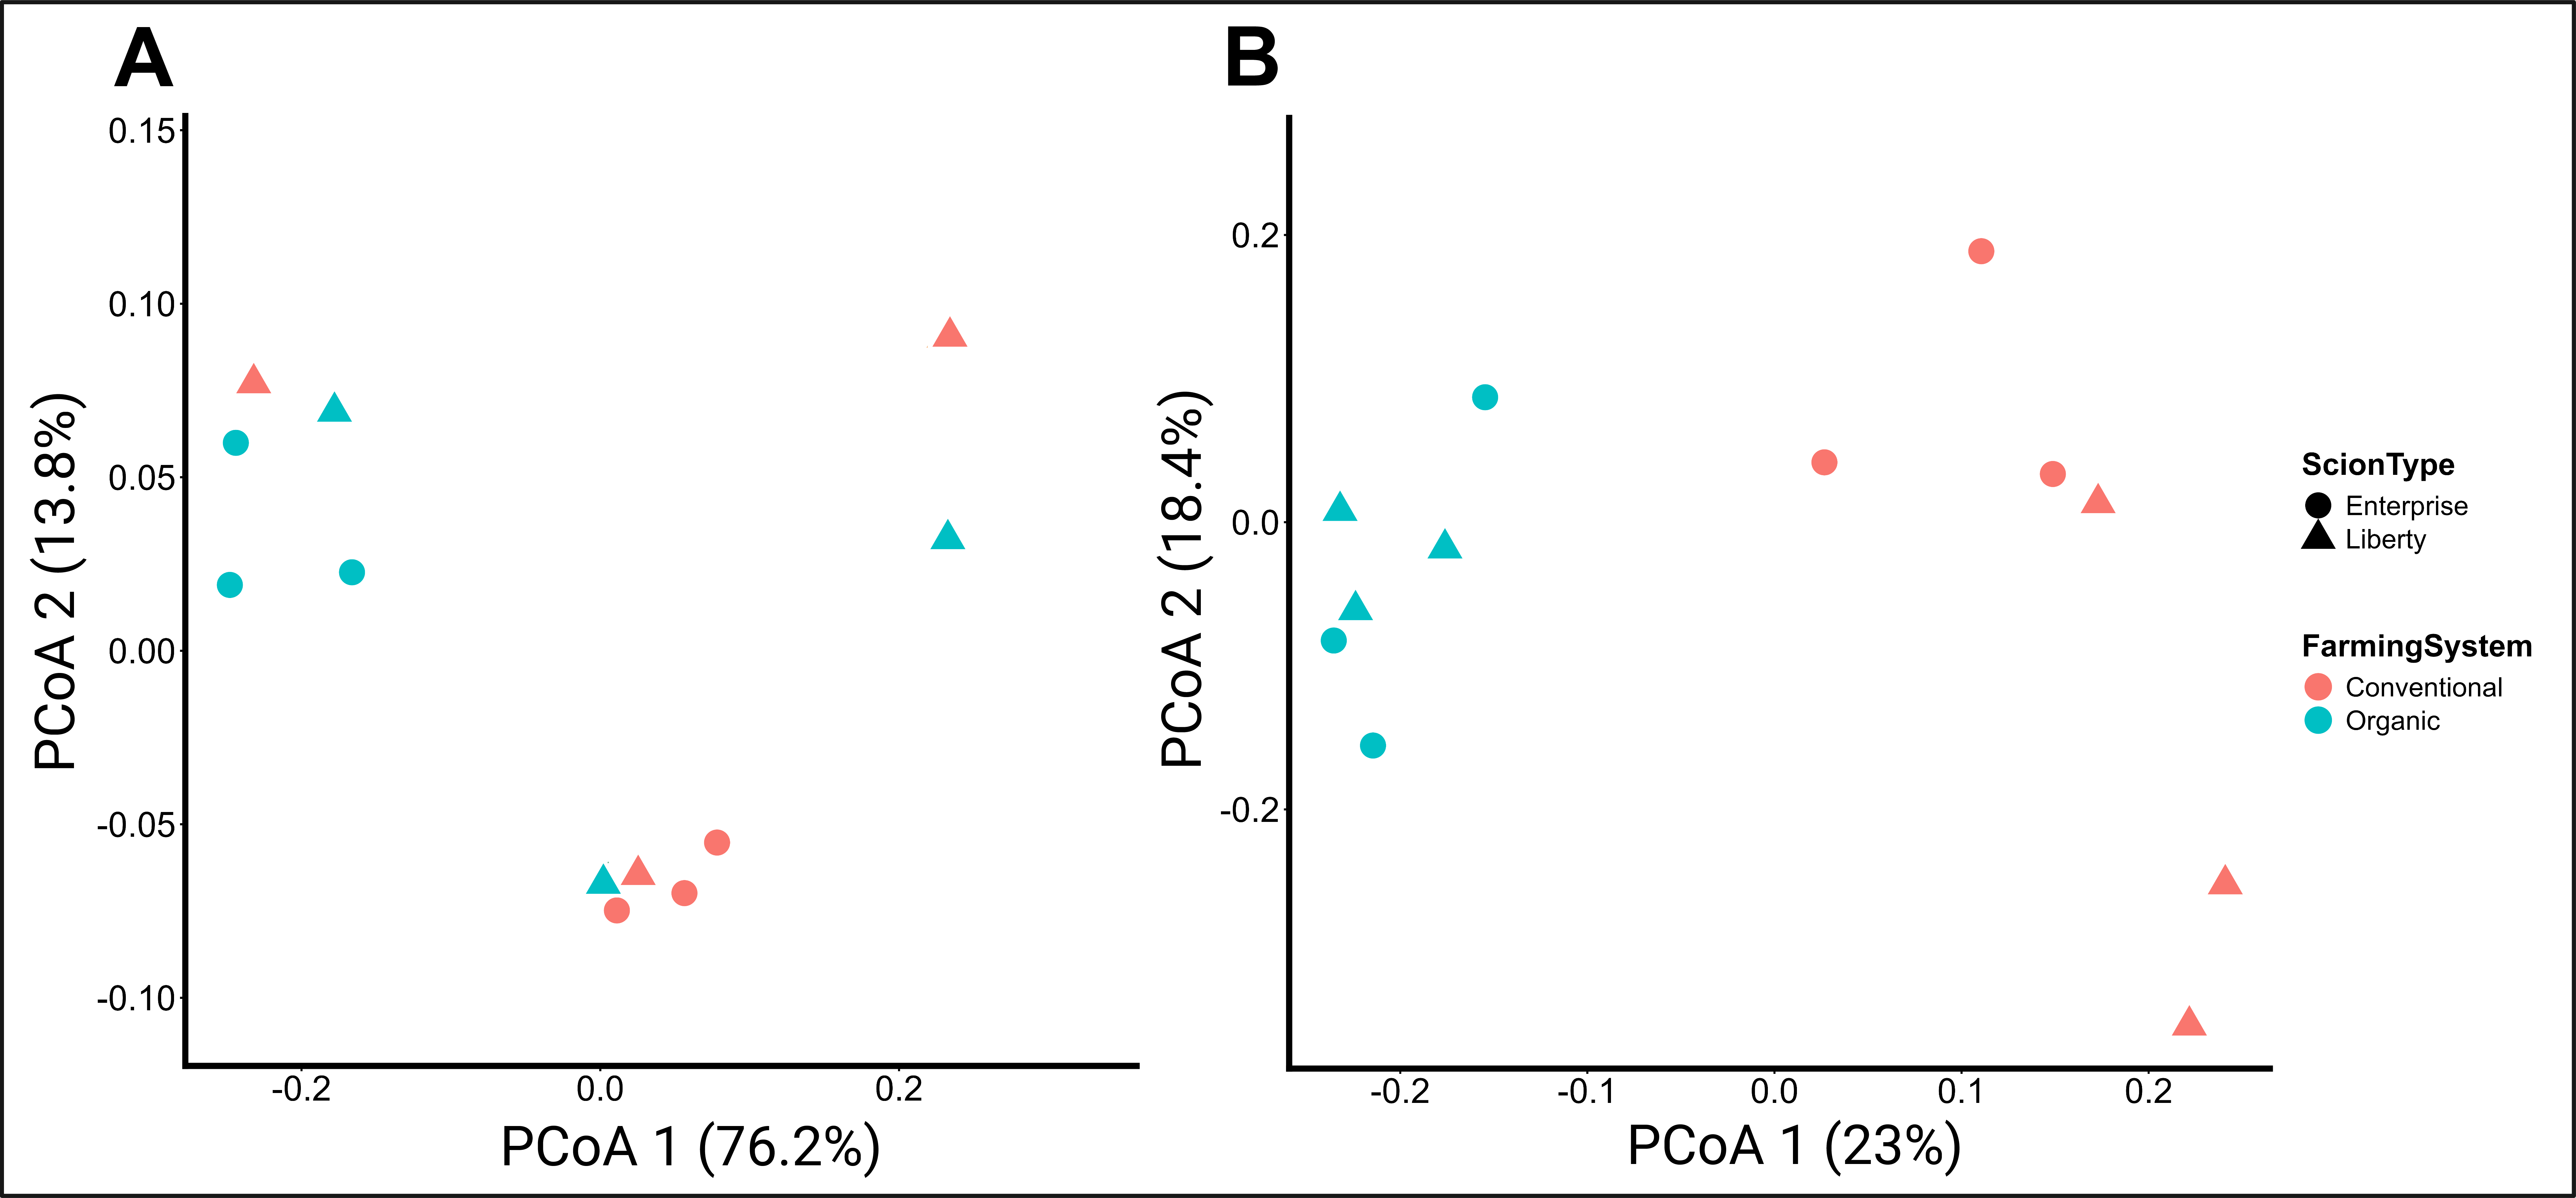 A
0.15
0.10
0.05
0.00
-0.05
-0.10
PCoA 2 (13.8%)
-0.2 0.0 0.2
PCoA 1 (76.2%)
B
0.2
0.0
-0.2
PCoA 2 (18.4%)
-0.2 -0.1 0.0 0.1 0.2
PCoA 1 (23%)
ScionType
Enterprise
Liberty
FarmingSystem
Conventional
Organic